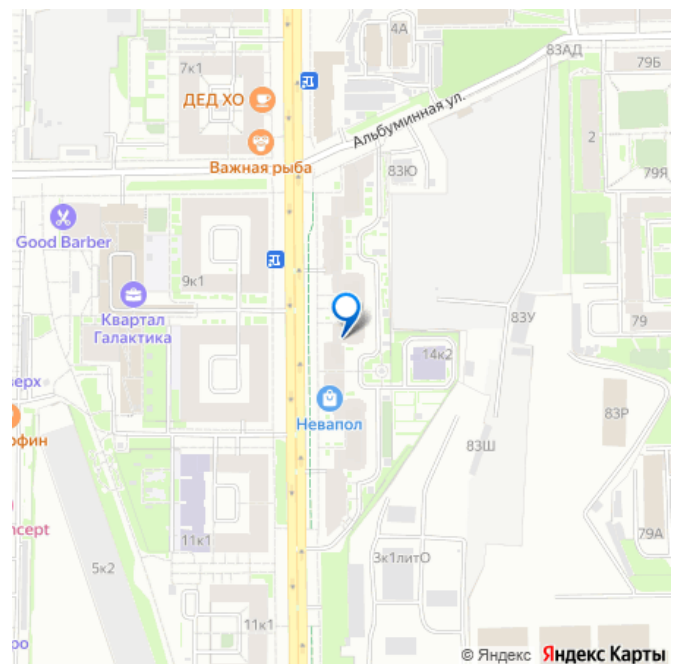 4А
83АД
79Б
7к1
ДЕД ХО
Альбуминная ул.
2
Важная рыба
83Ю
79Я
Good Barber
9к1
Квартал
Галактика
83У
79
14к2
ерх
Невапол
83Р
фин
83Ш
ncept
11к1
79А
3к1литО
5к2
11к1
ро
© Яндекс Яндекс Карты